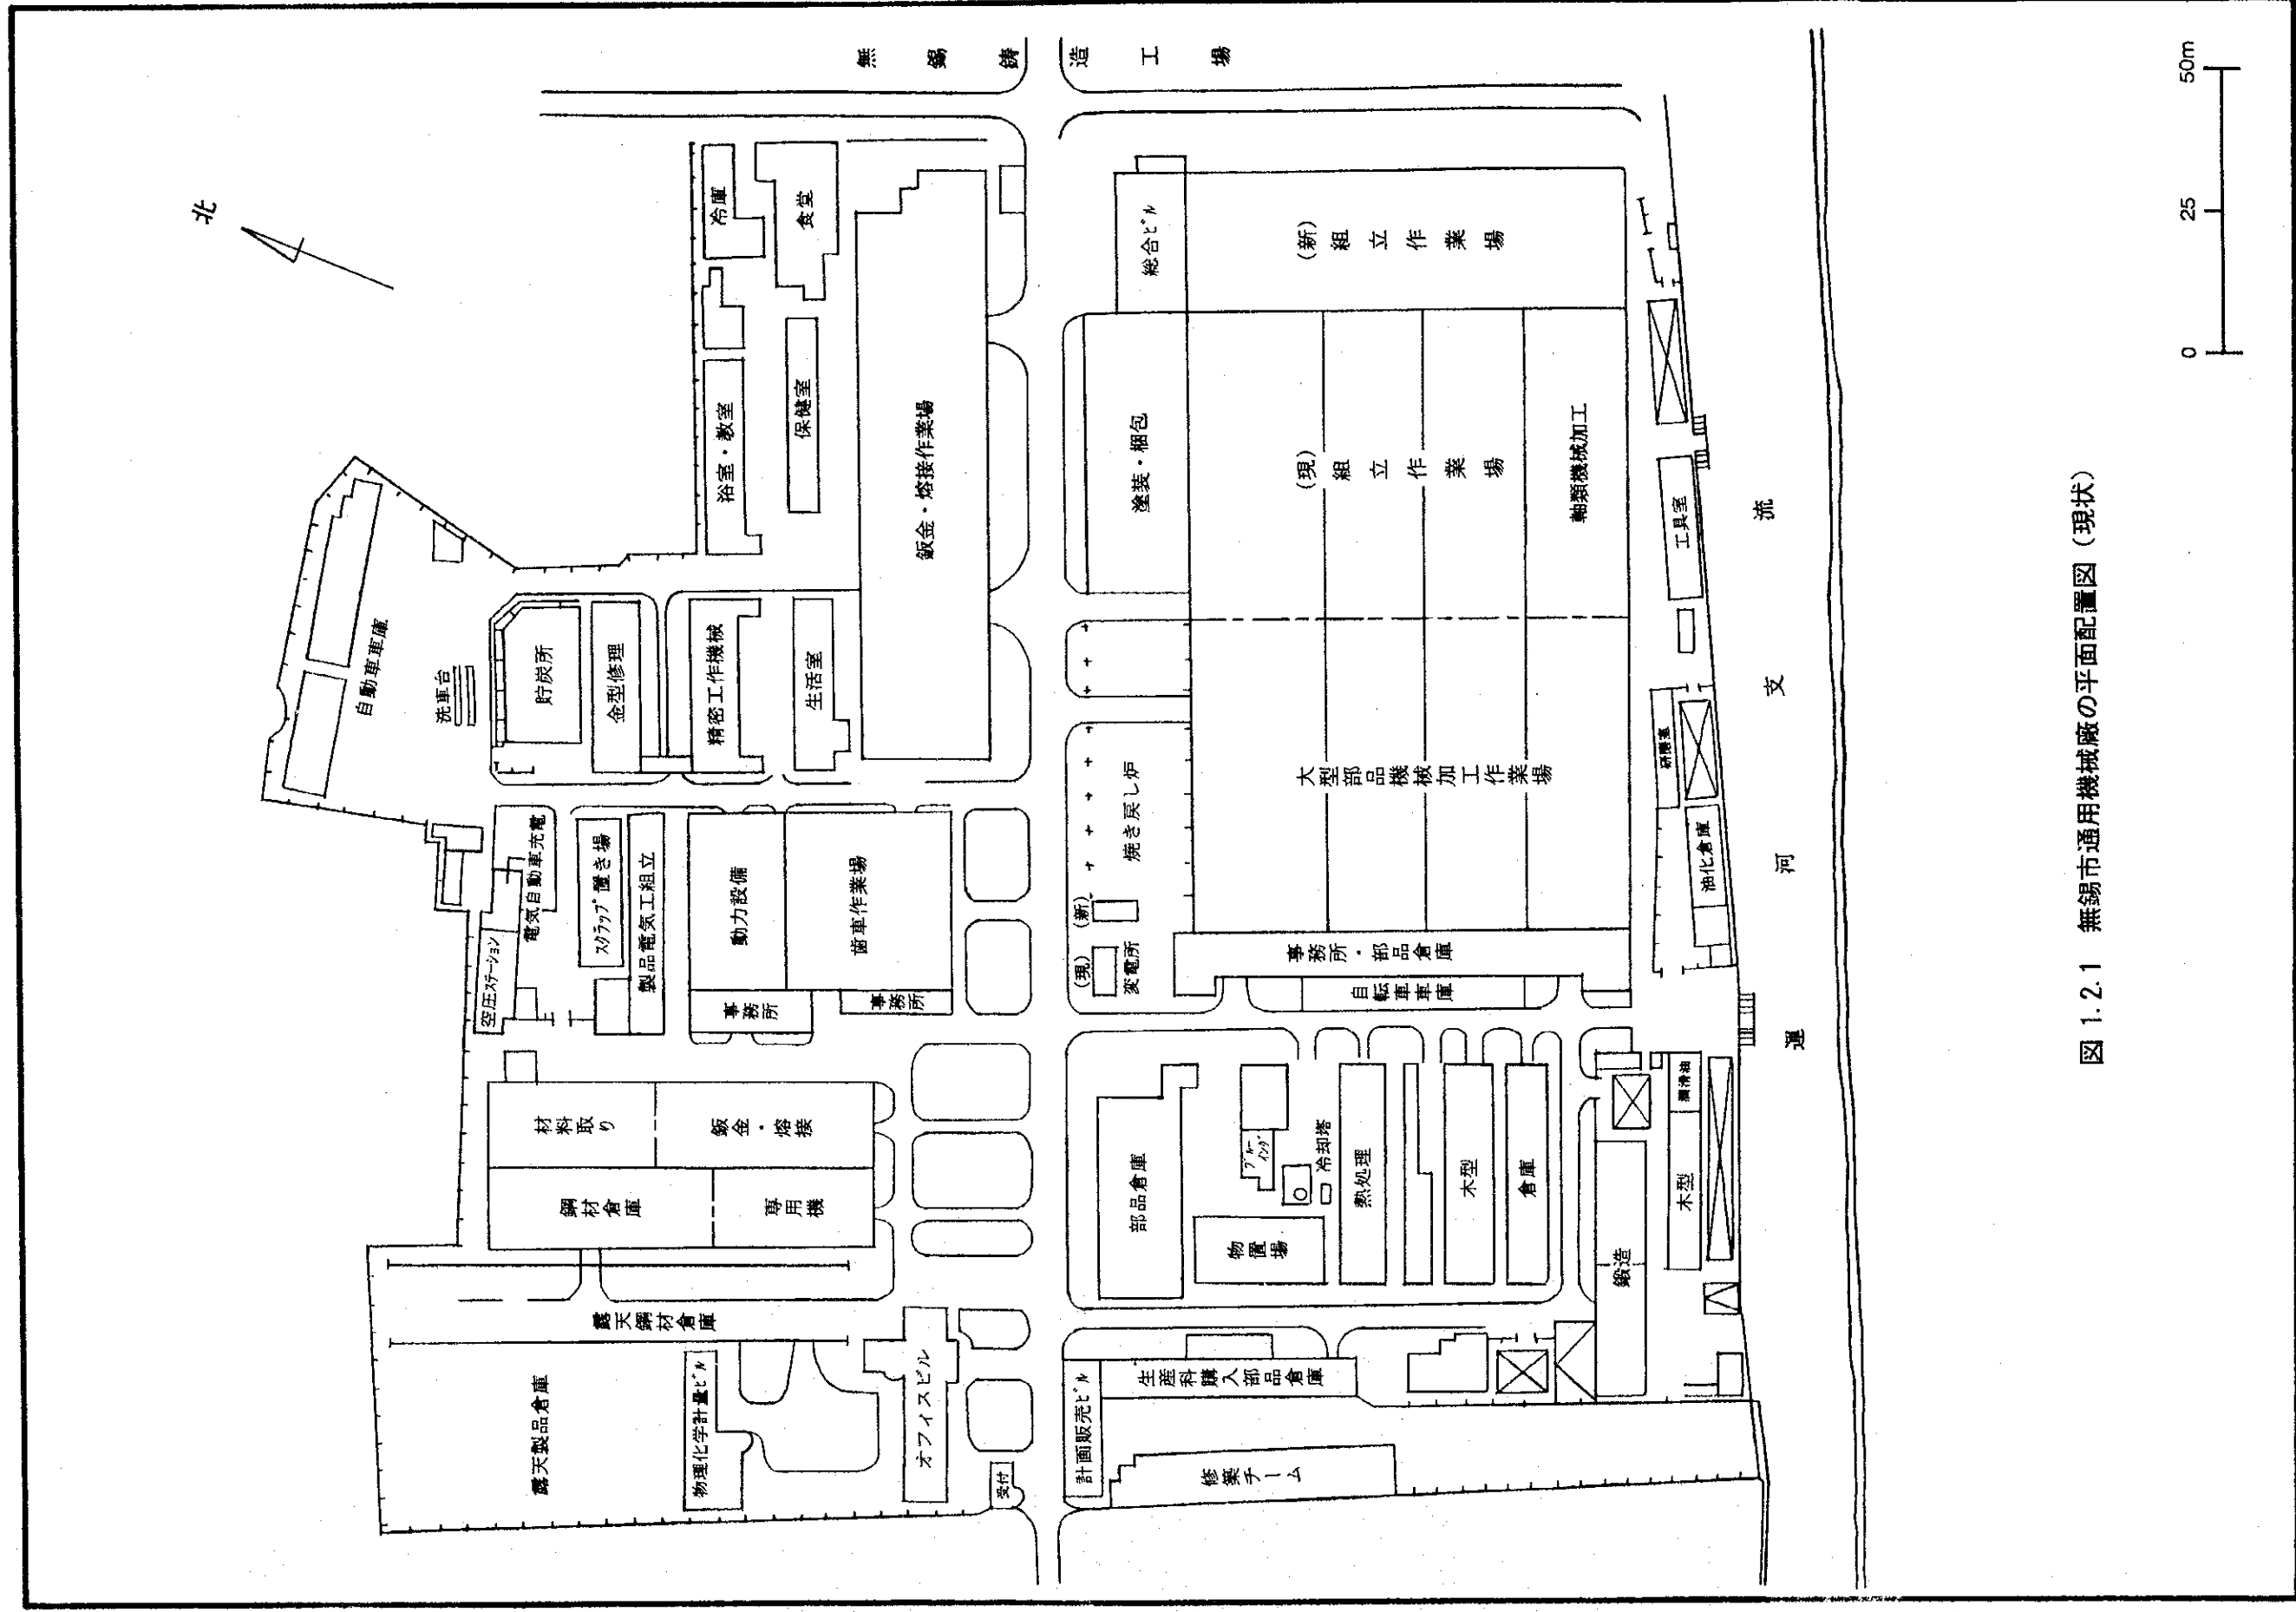 無錫鋳造工場
北
冷庫
食堂
浴室・教室
保健室
鈑金・熔接作業場
自動車車庫
洗車台
貯炭所
金型修理
精密工作機械
生活室
電気自動車充電
空圧ステーション
スクラップ置き場
製品電気工組立
動力設備
歯車作業場
事務所
事務所
材料取り
鈑金・熔接
鋼材倉庫
専用機
露天鋼材倉庫
露天製品倉庫
物理化学計量ビル
オフィスビル
受付
総合ビル
(新)組立作業場
塗装・梱包
(現)組立作業場
軸類機械加工
大型部品機械加工作業場
焼き戻し炉
(新)
(現)
変電所
事務所・部品倉庫
自転車車庫
部品倉庫
ブルーイング
冷却塔
物置場
熱処理
木型
倉庫
鍛造
木型
潤滑油
生産科購入部品倉庫
計画販売ビル
修築チーム
工具室
研磨室
油化倉庫
運河支流
0 25 50m
図 1.2.1 無錫市通用機械廠の平面配置図(現状)